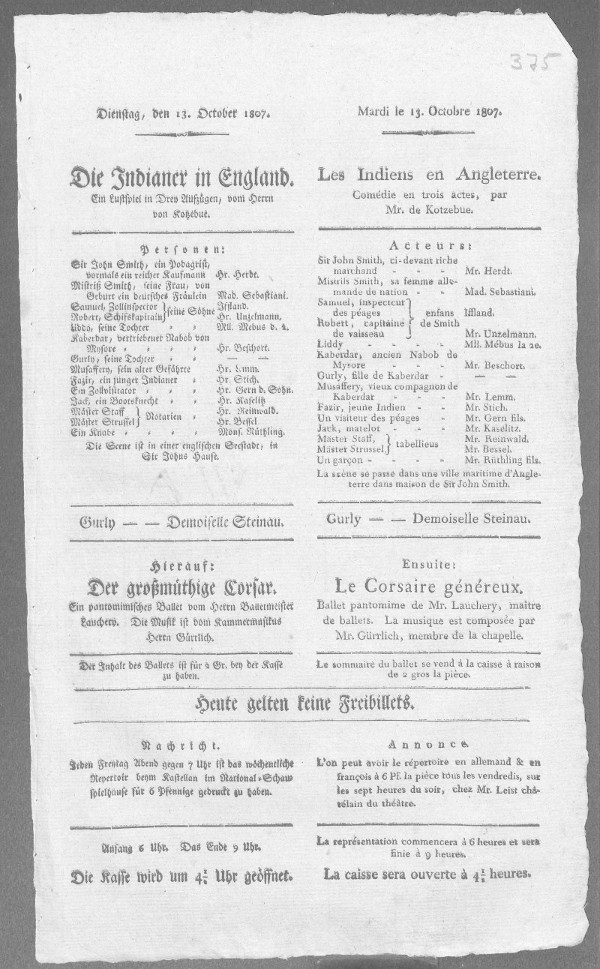 375
Dienstag, den 13. October 1807.
Die Indianer in England.
Ein Lustspiel in Drey Aufzügen, vom Herrn
von Kotzebue.
Personen:
Sir John Smith, ein Podagrist,
vormals ein reicher Kaufmann Hr. Herdt.
Mistriß Smith, seine Frau, von
Geburt ein deutsches Fräulein Mad. Sebastiani.
Samuel, Zollinspector } seine Söhne Iffland.
Robert, Schiffskapitain Hr. Unzelmann.
Liddy, seine Tochter Mll. Mebus d. 2.
Kaberdar, vertriebener Nabob von
Mysore Hr. Beschort.
Gurly, seine Tochter — —
Musaffery, sein alter Gefährte Hr. Lemm.
Fazir, ein junger Indianer Hr. Stich.
Ein Zollvisitator Hr. Gern d. Sohn.
Jack, ein Bootsknecht Hr. Kaselitz
Mäster Staff } Notarien Hr. Reinwald.
Mäster Strussel Hr. Bessel
Ein Knabe Mons. Rüthling.
Die Scene ist in einer englischen Seestadt, in
Sir Johns Hause.
Gurly — — Demoiselle Steinau.
Hierauf:
Der großmüthige Corsar.
Ein pantomimisches Ballet vom Herrn Balletmeister
Lauchery. Die Musik ist vom Kammermusikus
Herrn Gürrlich.
Der Inhalt des Ballets ist für 2 Gr. bey der Kasse
zu haben.
Mardi le 13. Octobre 1807.
Les Indiens en Angleterre.
Comédie en trois actes, par
Mr. de Kotzebue.
Acteurs:
Sir John Smith, ci-devant riche
marchand - - - Mr. Herdt.
Mistriss Smith, sa femme alle-
mande de nation - - Mad. Sebastiani.
Samuel, inspecteur
des péages } enfans Iffland.
Robert, capitaine } de Smith
de vaisseau Mr. Unzelmann.
Liddy - - - - Mll. Mébus la 2e.
Kaberdar, ancien Nabob de
Mysore - - - Mr. Beschort.
Gurly, fille de Kaberdar - — —
Musaffery, vieux compagnon de
Kaberdar - - - Mr. Lemm.
Fazir, jeune Indien - - Mr. Stich.
Un visiteur des péages - Mr. Gern fils.
Jack, matelot - - - Mr. Kaselitz.
Mäster Staff, } tabellieus Mr. Reinwald.
Mäster Strussel Mr. Bessel.
Un garçon - - - - Mr. Rüthling fils.
La scène se passe dans une ville maritime d'Angle-
terre dans maison de Sir John Smith.
Gurly — — Demoiselle Steinau.
Ensuite:
Le Corsaire généreux.
Ballet pantomime de Mr. Lauchery, maître
de ballets. La musique est composée par
Mr. Gürrlich, membre de la chapelle.
Le sommaire du ballet se vend à la caisse à raison
de 2 gros la pièce.
Heute gelten keine Freibillets.
Nachricht.
Jeden Freytag Abend gegen 7 Uhr ist das wöchentliche
Repertoir beym Kastellan im National-Schau-
spielhause für 6 Pfennige gedruckt zu haben.
Anfang 6 Uhr. Das Ende 9 Uhr.
Die Kasse wird um 4½ Uhr geöffnet.
Annonce.
L'on peut avoir le répertoire en allemand & en
françois à 6 Pf. la pièce tous les vendredis, sur
les sept heures du soir, chez Mr. Leist châ-
télain du théâtre.
La représentation commencera à 6 heures et sera
finie à 9 heures.
La caisse sera ouverte à 4½ heures.